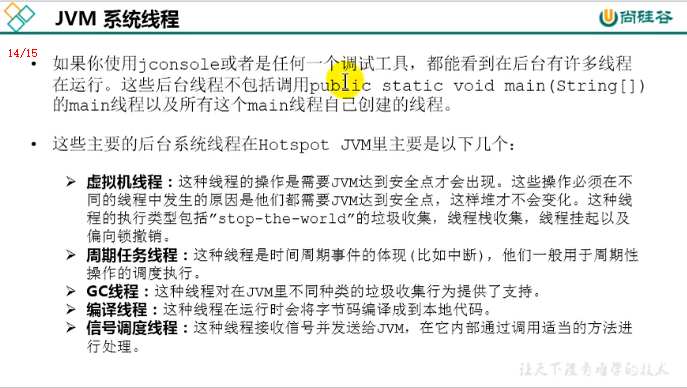 JVM 系统线程
尚硅谷
14/15
• 如果你使用jconsole或者是任何一个调试工具，都能看到在后台有许多线程
在运行。这些后台线程不包括调用public static void main(String[])
的main线程以及所有这个main线程自己创建的线程。
• 这些主要的后台系统线程在Hotspot JVM里主要是以下几个：
➢ 虚拟机线程：这种线程的操作是需要JVM达到安全点才会出现。这些操作必须在不
同的线程中发生的原因是他们都需要JVM达到安全点，这样堆才不会变化。这种线
程的执行类型包括”stop-the-world”的垃圾收集，线程栈收集，线程挂起以及
偏向锁撤销。
➢ 周期任务线程：这种线程是时间周期事件的体现(比如中断)，他们一般用于周期性
操作的调度执行。
➢ GC线程：这种线程对在JVM里不同种类的垃圾收集行为提供了支持。
➢ 编译线程：这种线程在运行时会将字节码编译成到本地代码。
➢ 信号调度线程：这种线程接收信号并发送给JVM，在它内部通过调用适当的方法进
行处理。
让天下没有难学的技术